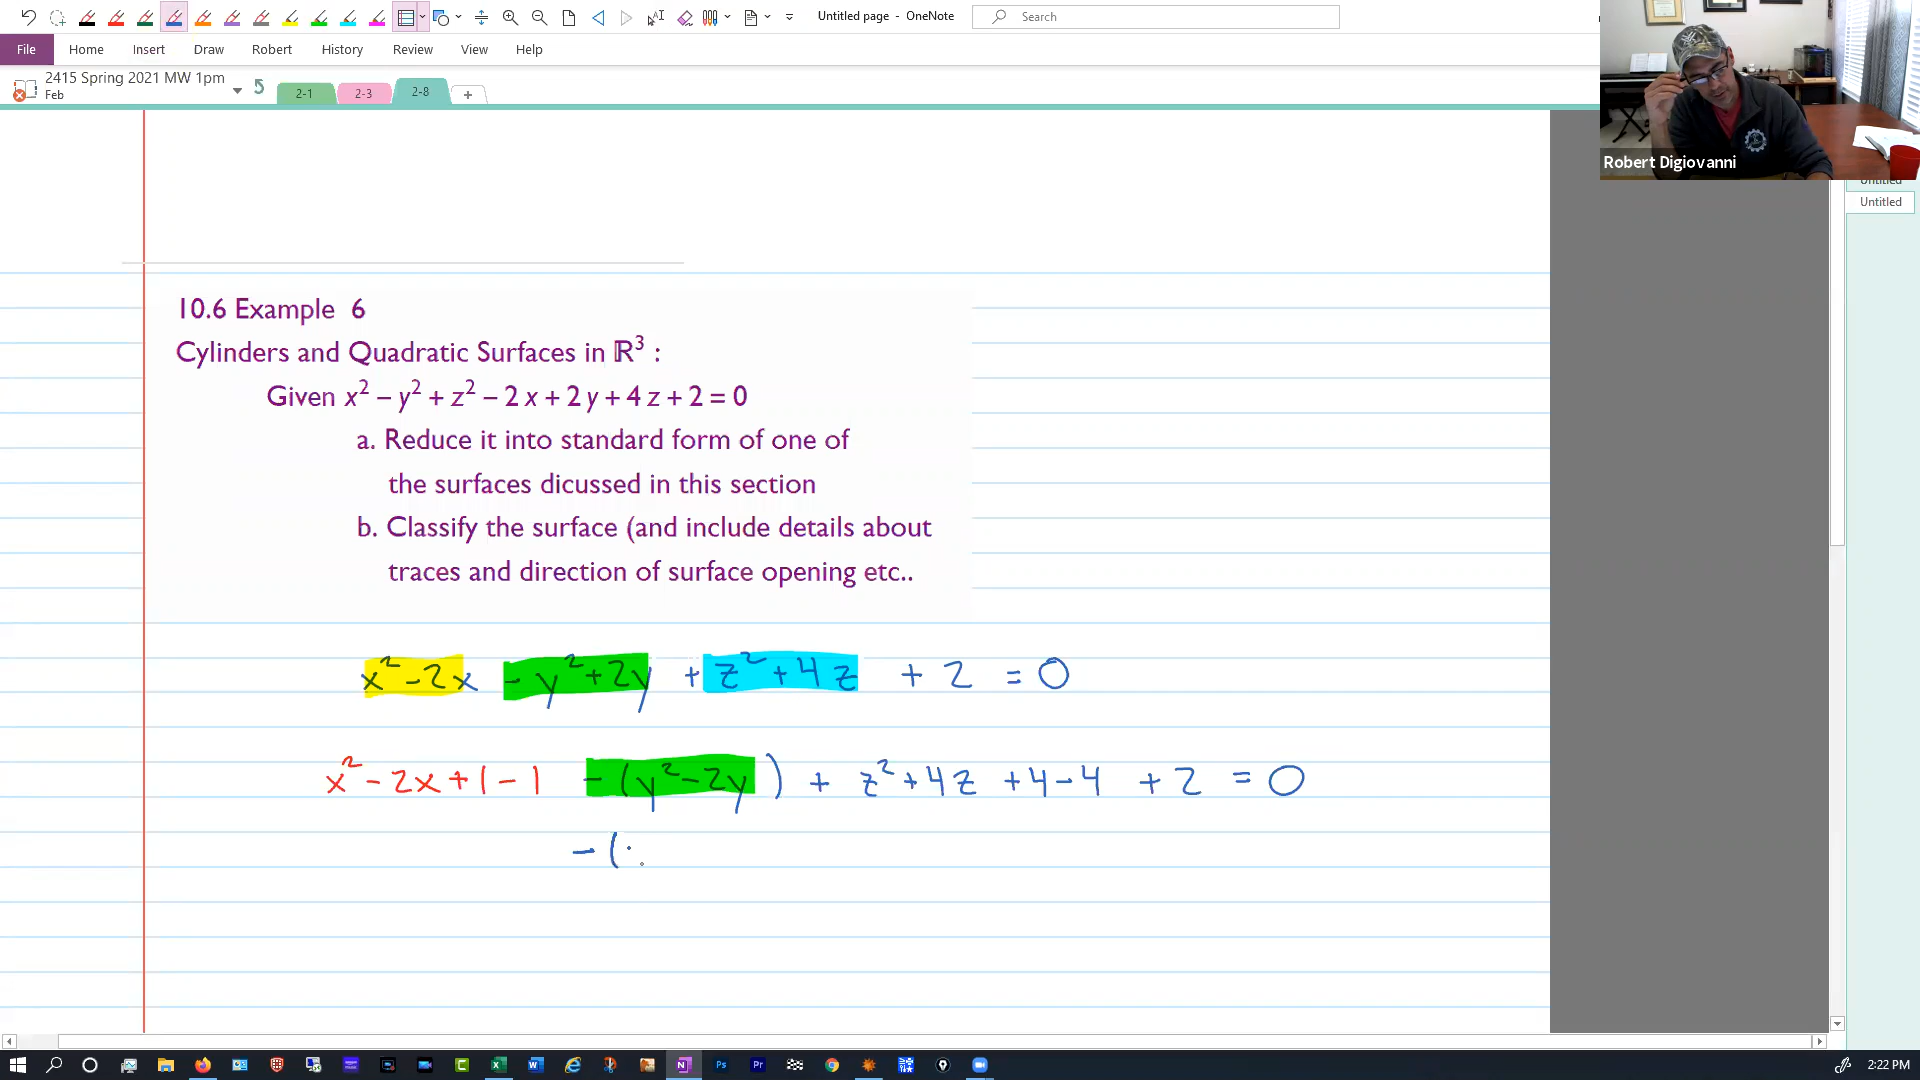 Untitled page - OneNote
Search
File Home Insert Draw Robert History Review View Help
2415 Spring 2021 MW 1pm
Feb
2-1 2-3 2-8 +
Robert Digiovanni
Untitled
Untitled
10.6 Example 6
Cylinders and Quadratic Surfaces in ℝ³ :
Given x² – y² + z² – 2 x + 2 y + 4 z + 2 = 0
a. Reduce it into standard form of one of
the surfaces dicussed in this section
b. Classify the surface (and include details about
traces and direction of surface opening etc..
x² - 2x - y² + 2y + z² + 4z + 2 = 0
x² - 2x + 1 - 1 - (y² - 2y ) + z² + 4z + 4 - 4 + 2 = 0
- (
2:22 PM